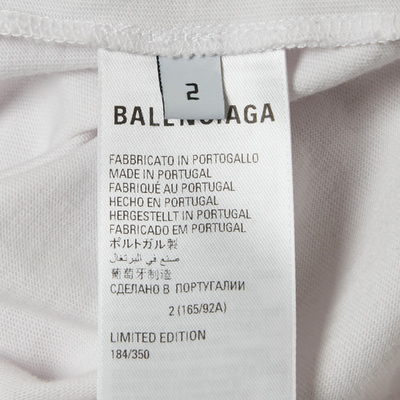 2
BALENCIAGA
FABBRICATO IN PORTOGALLO
MADE IN PORTUGAL
FABRIQUÉ AU PORTUGAL
HECHO EN PORTUGAL
HERGESTELLT IN PORTUGAL
FABRICADO EM PORTUGAL
ポルトガル製
صنع في البرتغال
葡萄牙制造
СДЕЛАНО В ПОРТУГАЛИИ
2 (165/92A)
LIMITED EDITION
184/350